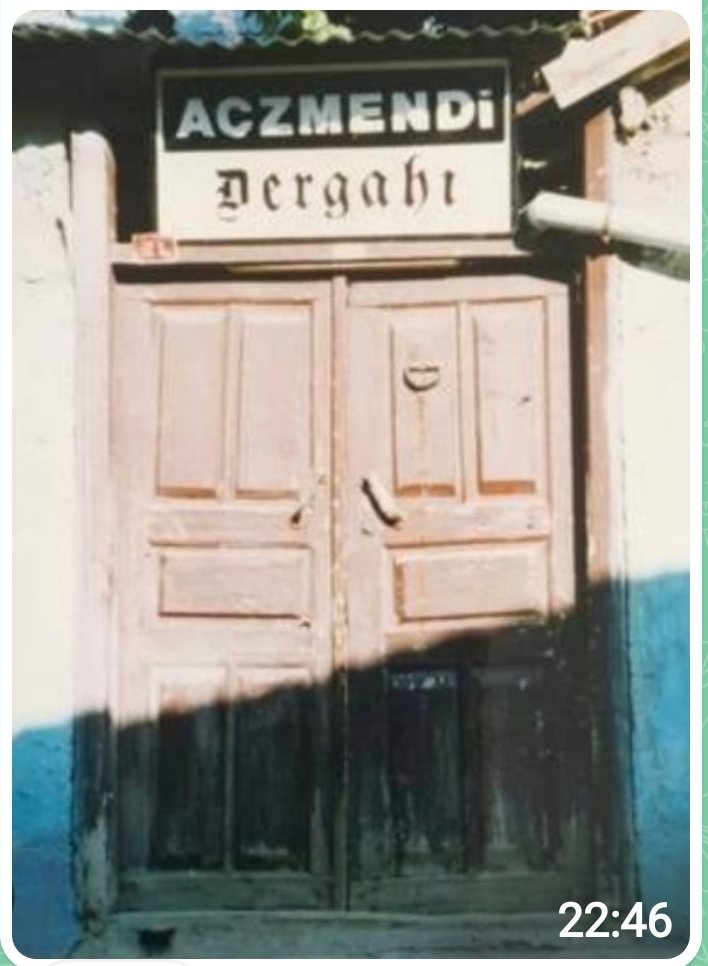 ACZMENDİ
Dergahı
22:46